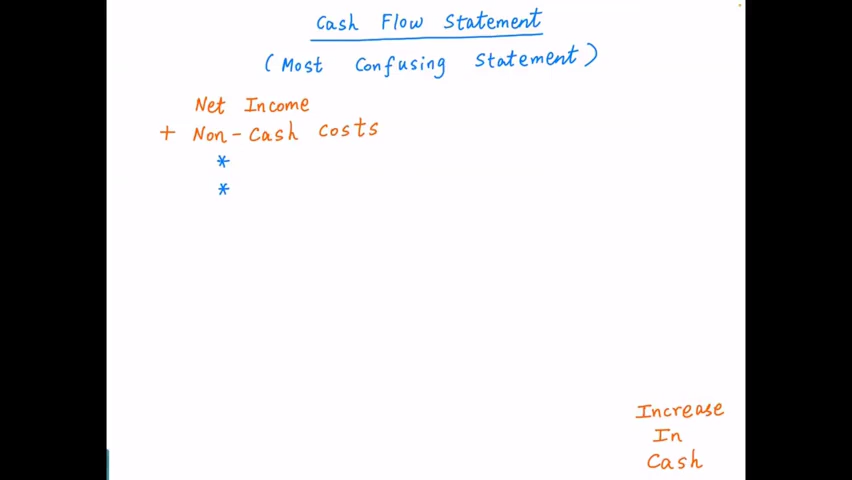 Cash Flow Statement
(Most Confusing Statement)
Net Income
+ Non-Cash Costs
*
*
Increase
In
Cash